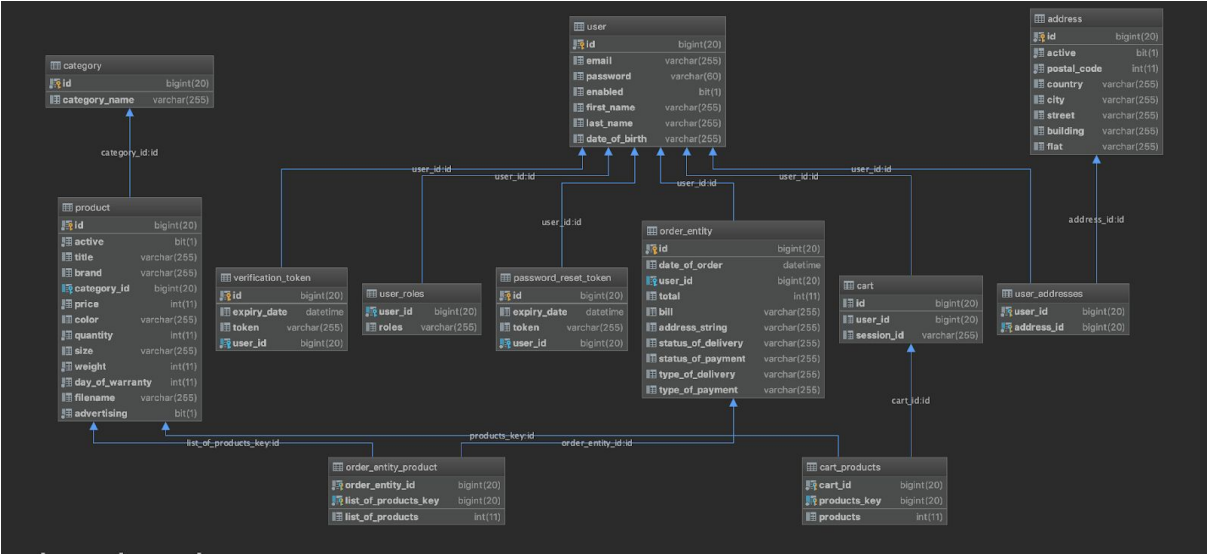 user
id bigint(20)
email varchar(255)
password varchar(60)
enabled bit(1)
first_name varchar(255)
last_name varchar(255)
date_of_birth varchar(255)
address
id bigint(20)
active bit(1)
postal_code int(11)
country varchar(255)
city varchar(255)
street varchar(255)
building varchar(255)
flat varchar(255)
category
id bigint(20)
category_name varchar(255)
category_id:id
user_id:id
user_id:id
user_id:id
user_id:id
user_id:id
user_id:id
address_id:id
product
id bigint(20)
active bit(1)
title varchar(255)
brand varchar(255)
category_id bigint(20)
price int(11)
color varchar(255)
quantity int(11)
size varchar(255)
weight int(11)
day_of_warranty int(11)
filename varchar(255)
advertising bit(1)
verification_token
id bigint(20)
expiry_date datetime
token varchar(255)
user_id bigint(20)
user_roles
user_id bigint(20)
roles varchar(255)
password_reset_token
id bigint(20)
expiry_date datetime
token varchar(255)
user_id bigint(20)
order_entity
id bigint(20)
date_of_order datetime
user_id bigint(20)
total int(11)
bill varchar(255)
address_string varchar(255)
status_of_delivery varchar(255)
status_of_payment varchar(255)
type_of_delivery varchar(255)
type_of_payment varchar(255)
cart
id bigint(20)
user_id bigint(20)
session_id varchar(255)
user_addresses
user_id bigint(20)
address_id bigint(20)
cart_id:id
list_of_products_key:id
products_key:id
order_entity_id:id
order_entity_product
order_entity_id bigint(20)
list_of_products_key bigint(20)
list_of_products int(11)
cart_products
cart_id bigint(20)
products_key bigint(20)
products int(11)